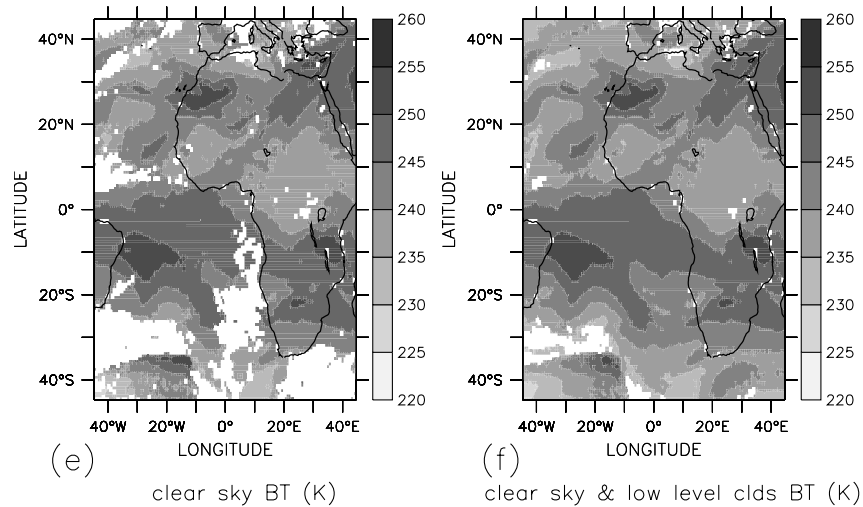 40°N
20°N
0°
20°S
40°S
LATITUDE
40°W
20°W
0°
20°E
40°E
LONGITUDE
260
255
250
245
240
235
230
225
220
(e)
clear sky BT (K)
40°N
20°N
0°
20°S
40°S
LATITUDE
40°W
20°W
0°
20°E
40°E
LONGITUDE
260
255
250
245
240
235
230
225
220
(f)
clear sky & low level clds BT (K)